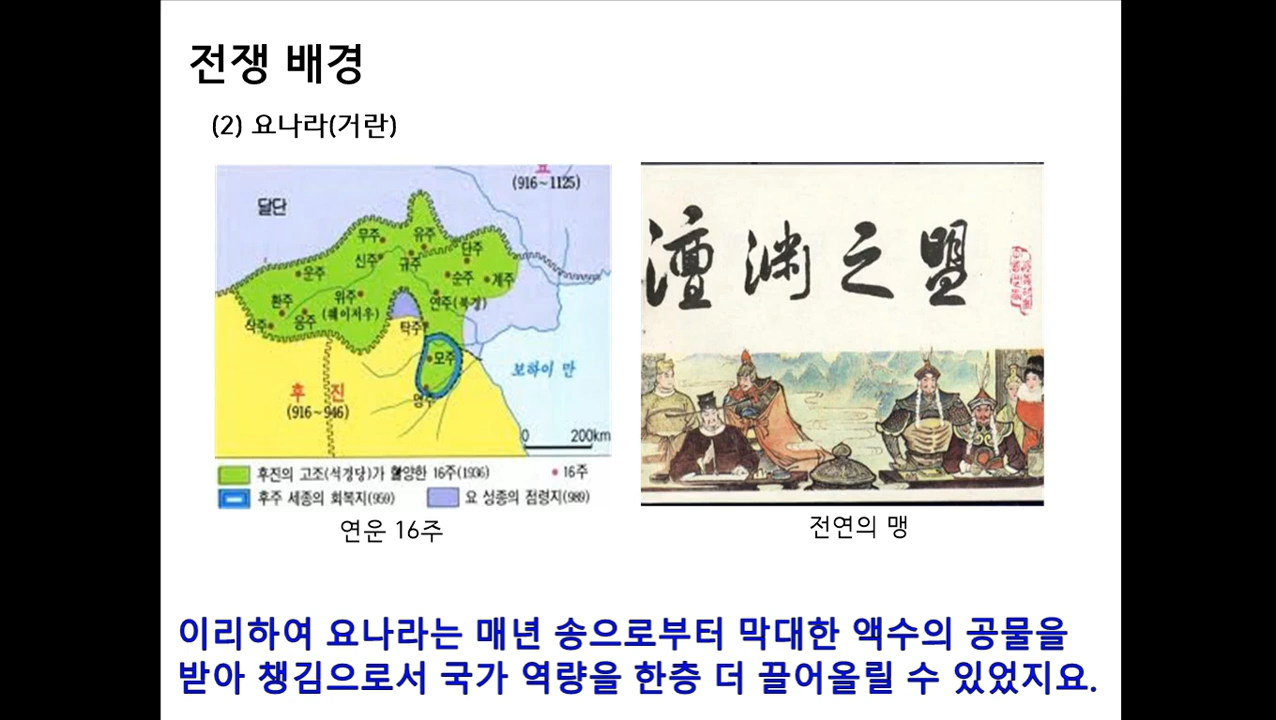 전쟁 배경
(2) 요나라(거란)
요
(916~1125)
달단
무주
유주
단주
신주
규주
운주
순주
계주
환주
위주
연주(북경)
(웨이저우)
삭주
응주
탁주
모주
영주
보하이 만
후 진
(916~946)
0 200km
후진의 고조(석경당)가 할양한 16주(1936)
16주
후주 세종의 회복지(959)
요 성종의 점령지(989)
연운 16주
澶渊之盟
전연의 맹
이리하여 요나라는 매년 송으로부터 막대한 액수의 공물을
받아 챙김으로서 국가 역량을 한층 더 끌어올릴 수 있었지요.